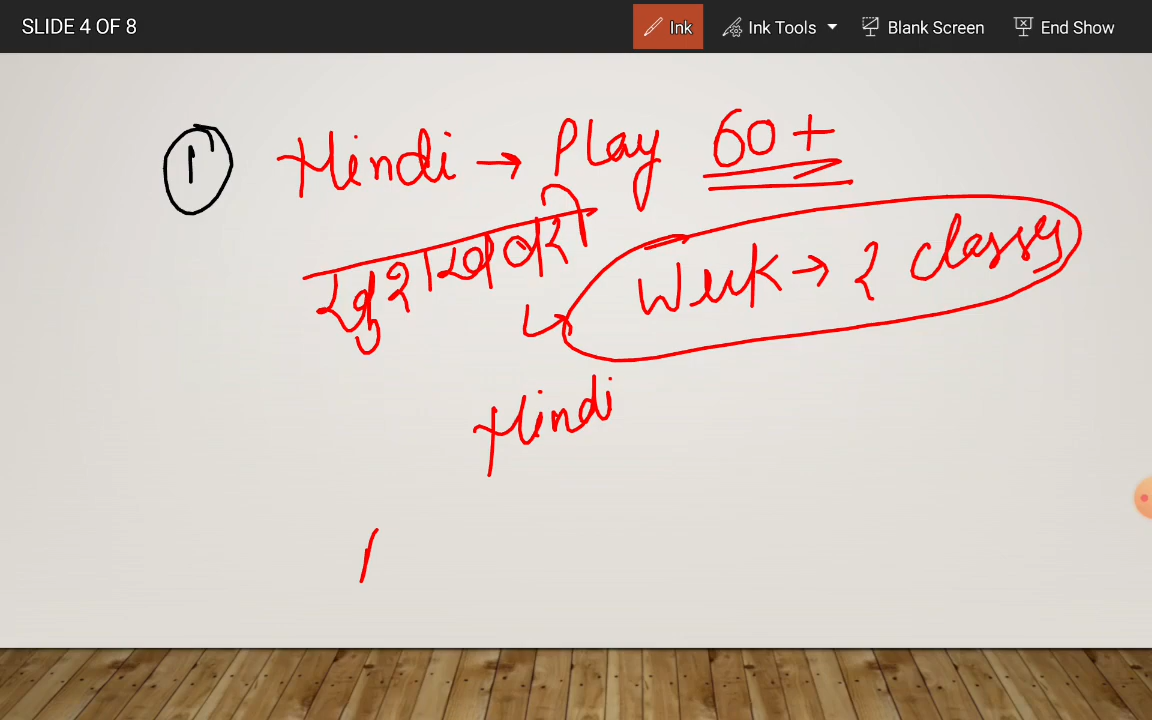 SLIDE 4 OF 8
Ink
Ink Tools
Blank Screen
End Show
1 Hindi → Play 60+
Week → 2 classes
Hindi